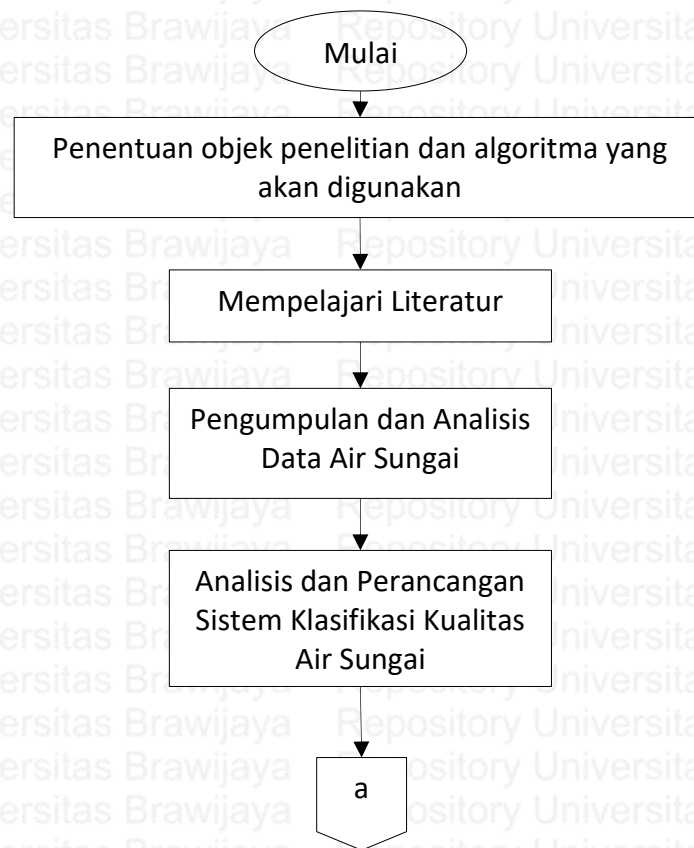 Mulai
Penentuan objek penelitian dan algoritma yang
akan digunakan
Mempelajari Literatur
Pengumpulan dan Analisis
Data Air Sungai
Analisis dan Perancangan
Sistem Klasifikasi Kualitas
Air Sungai
a